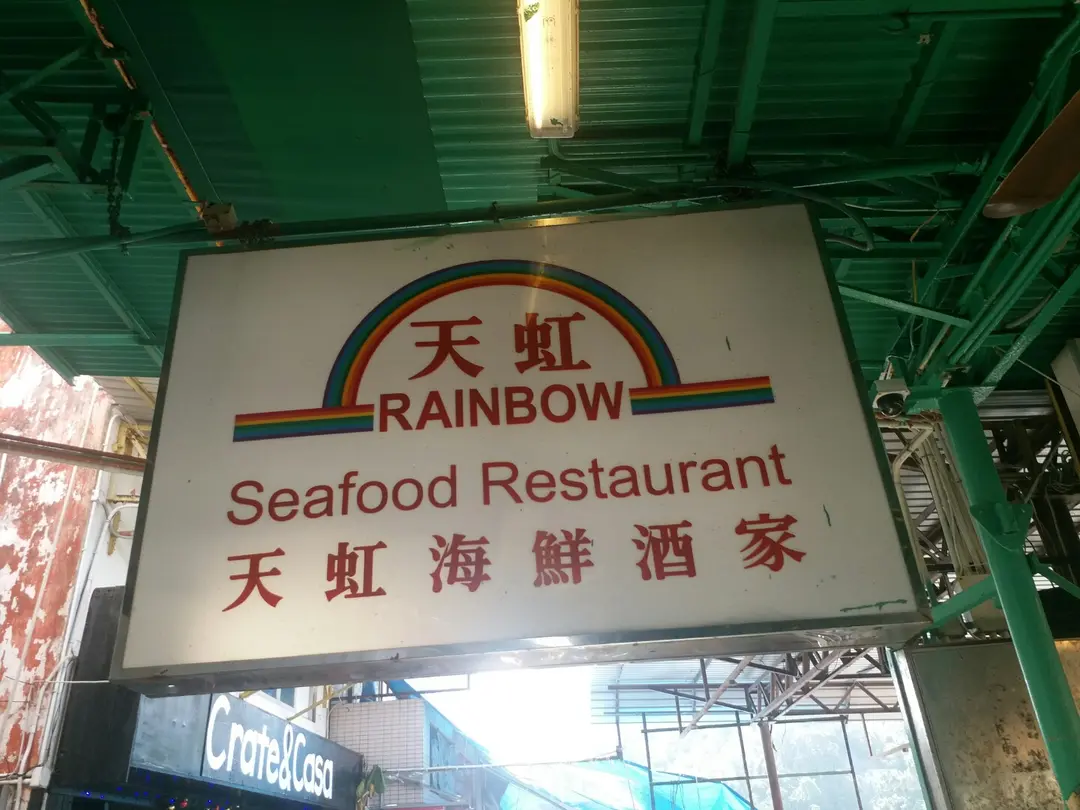 天虹
RAINBOW
Seafood Restaurant
天虹海鮮酒家
Crate&Casa